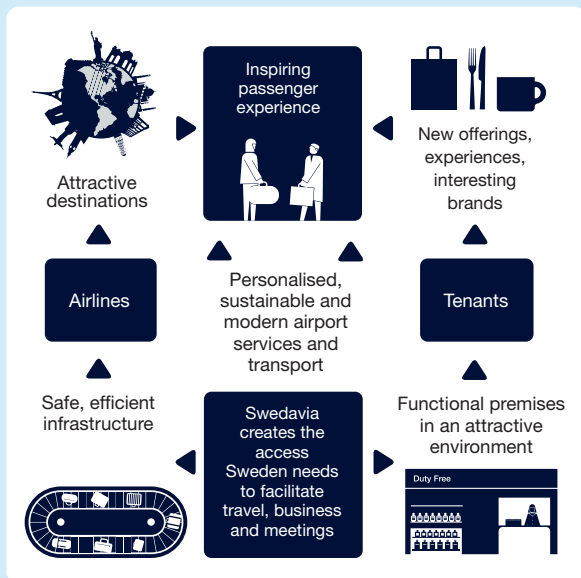 Inspiring
passenger
experience
Attractive
destinations
New offerings,
experiences,
interesting
brands
Airlines
Personalised,
sustainable and
modern airport
services and
transport
Tenants
Safe, efficient
infrastructure
Swedavia
creates the
access
Sweden needs
to facilitate
travel, business
and meetings
Functional premises
in an attractive
environment
Duty Free